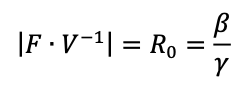 |F · V⁻¹| = R₀ = β/γ